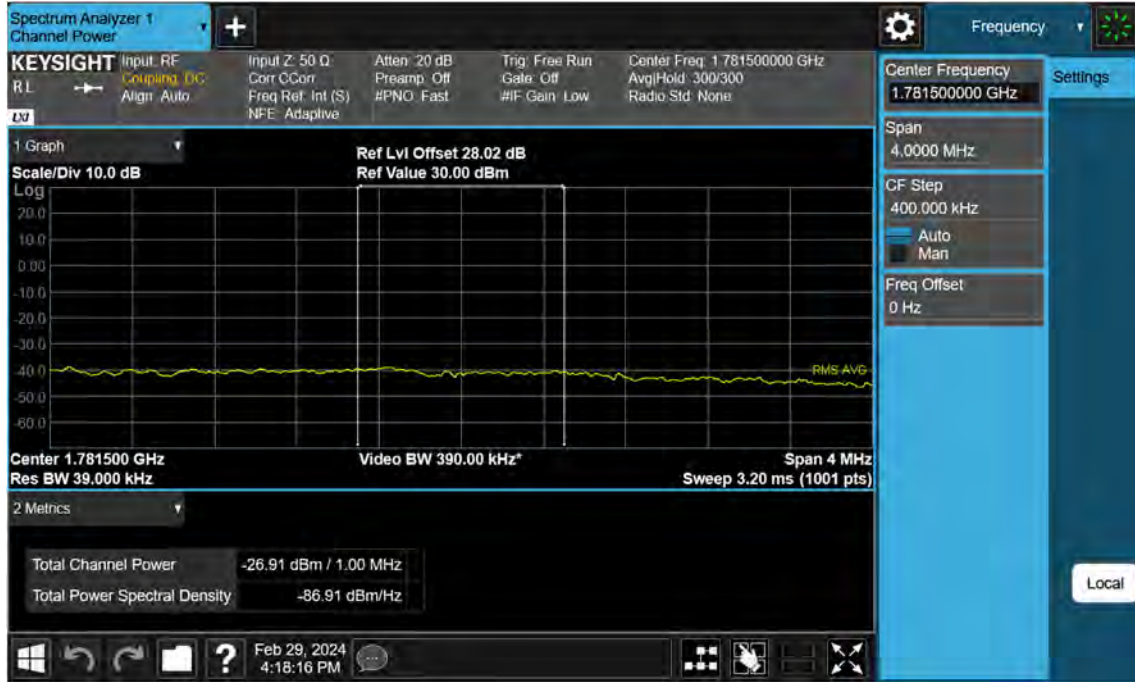 Spectrum Analyzer 1
Channel Power
+
Frequency
KEYSIGHT
Input: RF
Input Z: 50 Ω
Atten: 20 dB
Trig: Free Run
Center Freq: 1.781500000 GHz
RL
Coupling: DC
Corr CCorr
Preamp: Off
Gate: Off
Avg|Hold: 300/300
Align: Auto
Freq Ref: Int (S)
#PNO: Fast
#IF Gain: Low
Radio Std: None
LXI
NFE: Adaptive
1 Graph
Ref Lvl Offset 28.02 dB
Scale/Div 10.0 dB
Ref Value 30.00 dBm
Log
20.0
10.0
0.00
-10.0
-20.0
-30.0
-40.0
RMS AVG
-50.0
-60.0
Center 1.781500 GHz
Video BW 390.00 kHz*
Span 4 MHz
Res BW 39.000 kHz
Sweep 3.20 ms (1001 pts)
2 Metrics
Total Channel Power
-26.91 dBm / 1.00 MHz
Total Power Spectral Density
-86.91 dBm/Hz
Center Frequency
1.781500000 GHz
Settings
Span
4.0000 MHz
CF Step
400.000 kHz
Auto
Man
Freq Offset
0 Hz
Local
?
Feb 29, 2024
4:18:16 PM